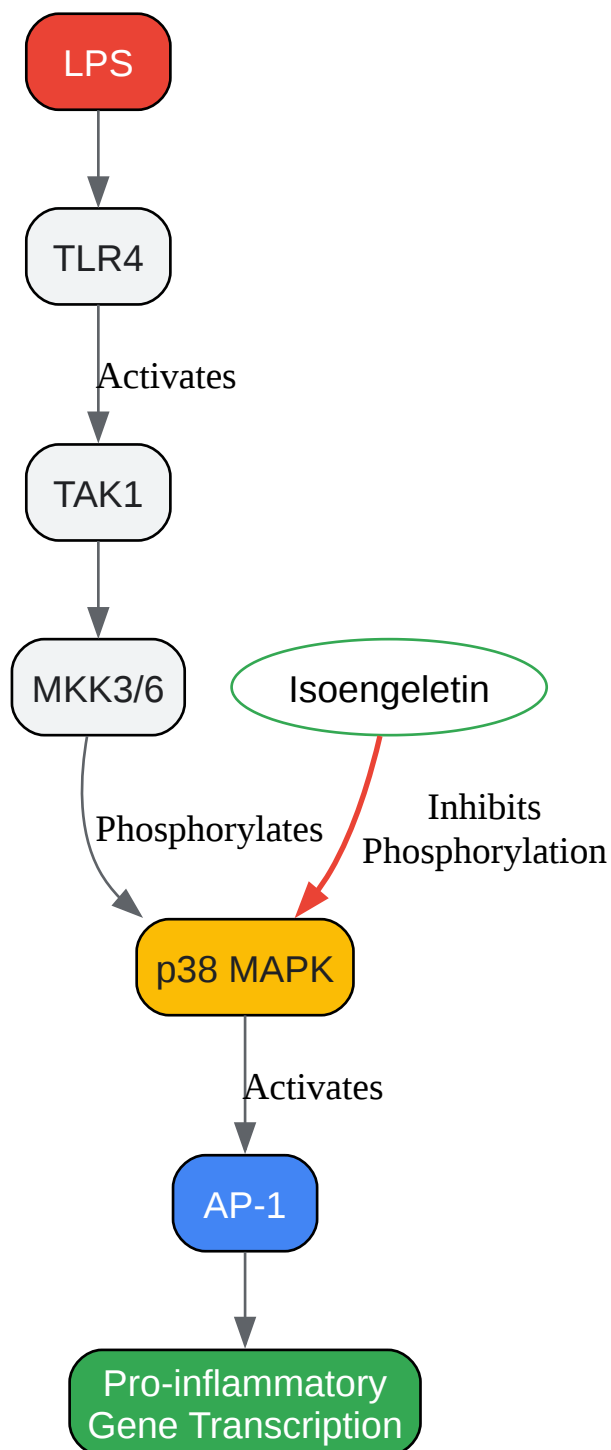 LPS
TLR4
Activates
TAK1
MKK3/6
Isoengeletin
Phosphorylates
Inhibits
Phosphorylation
p38 MAPK
Activates
AP-1
Pro-inflammatory
Gene Transcription